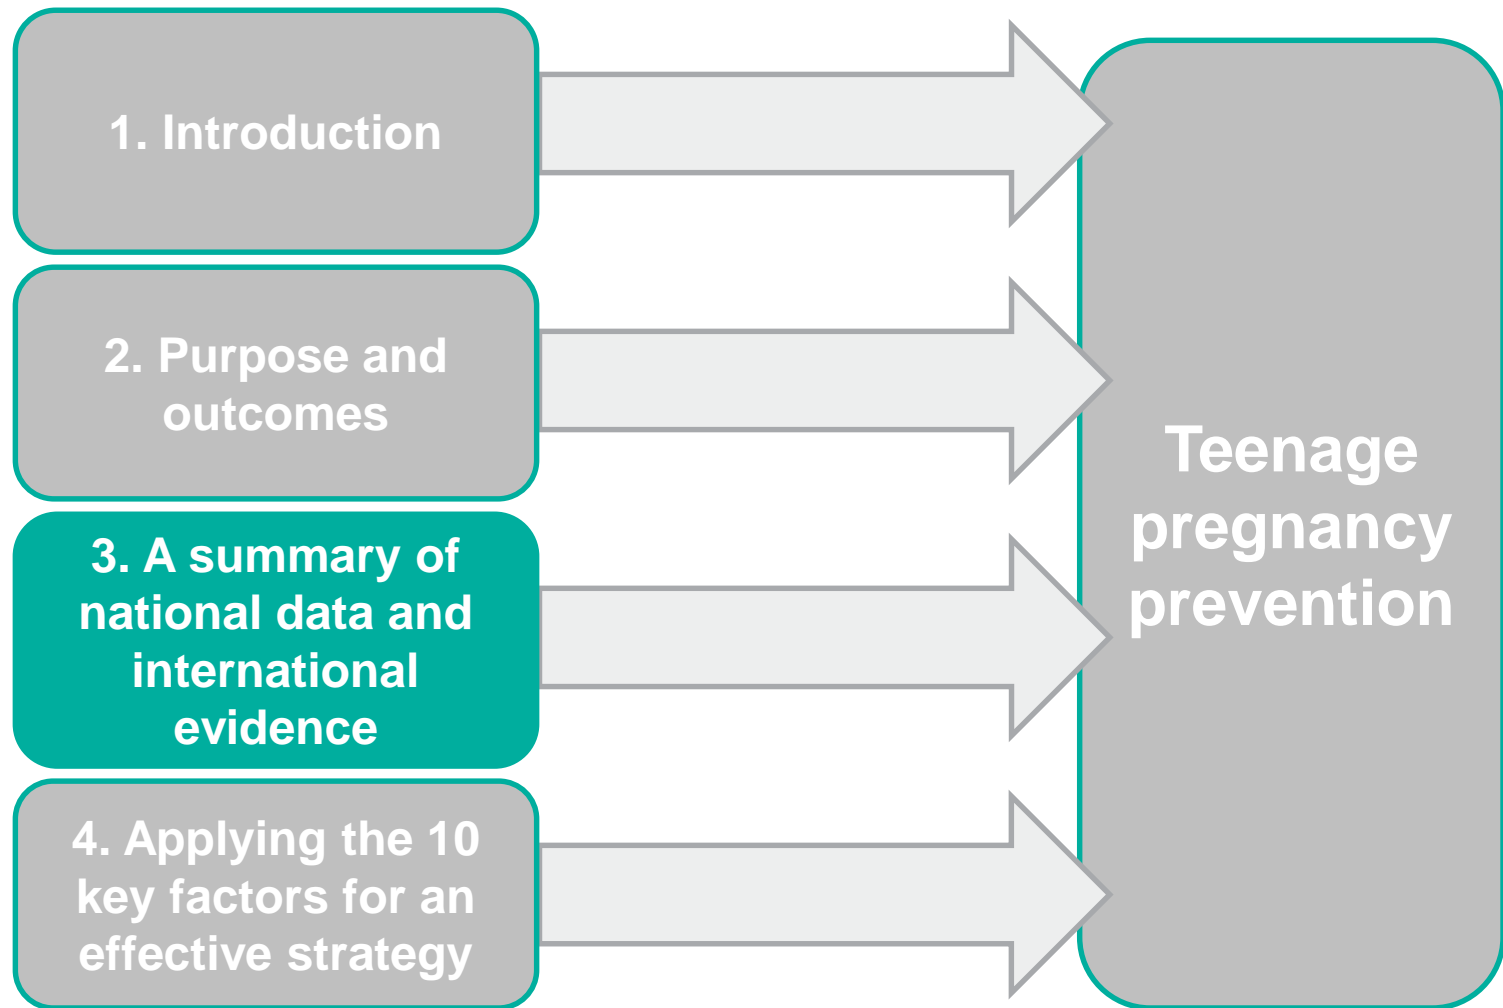 1. Introduction
2. Purpose and
outcomes
3. A summary of
national data and
international
evidence
4. Applying the 10
key factors for an
effective strategy
Teenage
pregnancy
prevention